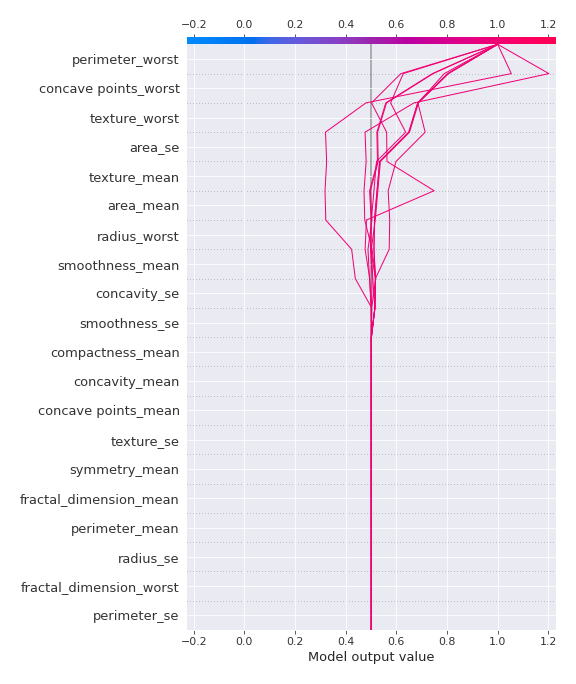 −0.2 0.0 0.2 0.4 0.6 0.8 1.0 1.2
perimeter_worst
concave points_worst
texture_worst
area_se
texture_mean
area_mean
radius_worst
smoothness_mean
concavity_se
smoothness_se
compactness_mean
concavity_mean
concave points_mean
texture_se
symmetry_mean
fractal_dimension_mean
perimeter_mean
radius_se
fractal_dimension_worst
perimeter_se
−0.2 0.0 0.2 0.4 0.6 0.8 1.0 1.2
Model output value